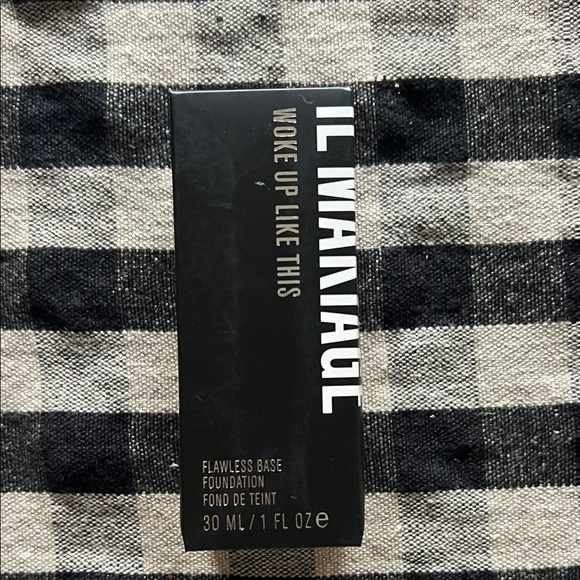 IL MAKIAGE
WOKE UP LIKE THIS
FLAWLESS BASE
FOUNDATION
FOND DE TEINT
30 ML / 1 FL OZ e